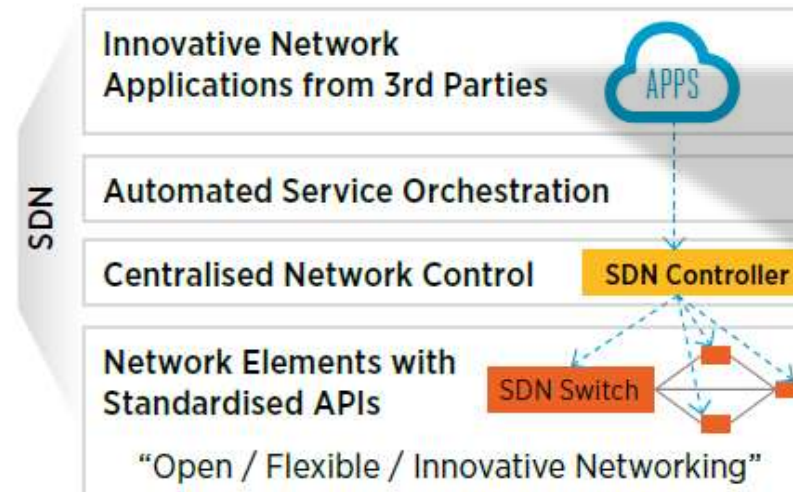 SDN
Innovative Network
Applications from 3rd Parties
APPS
Automated Service Orchestration
Centralised Network Control
SDN Controller
Network Elements with
Standardised APIs
SDN Switch
“Open / Flexible / Innovative Networking”